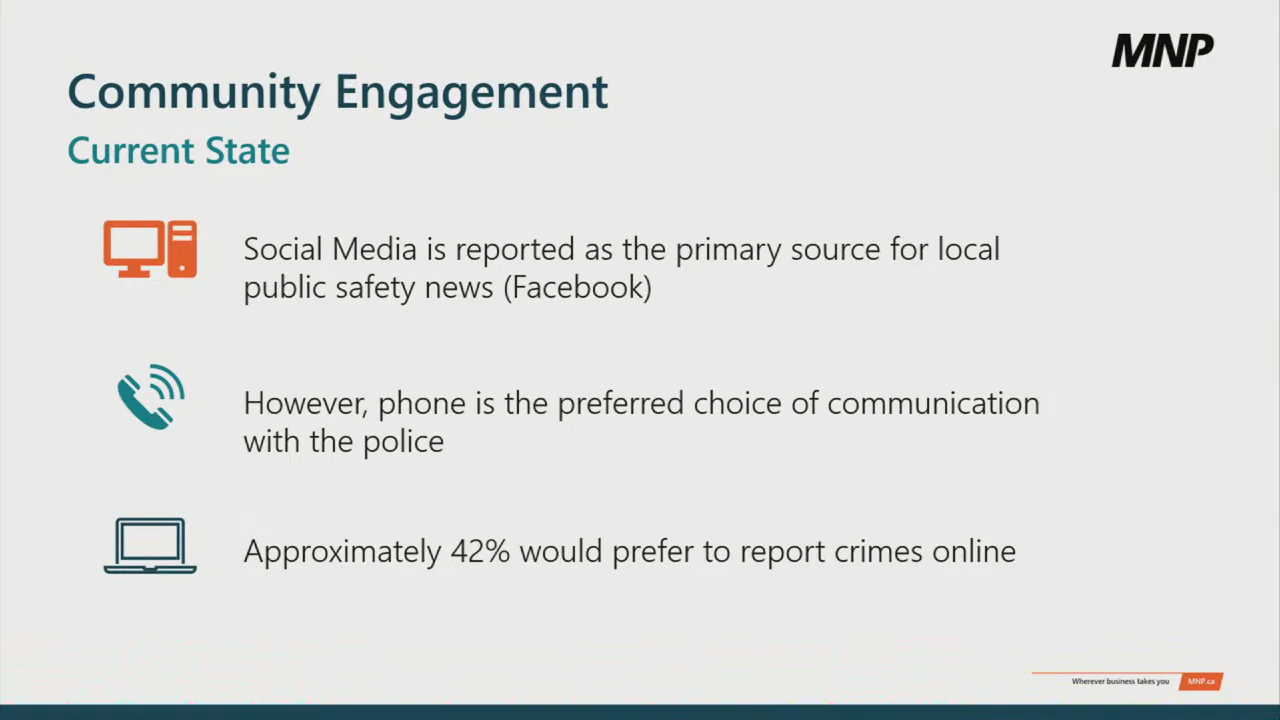 MNP
Community Engagement
Current State
Social Media is reported as the primary source for local
public safety news (Facebook)
However, phone is the preferred choice of communication
with the police
Approximately 42% would prefer to report crimes online
Wherever business takes you
MNP.ca